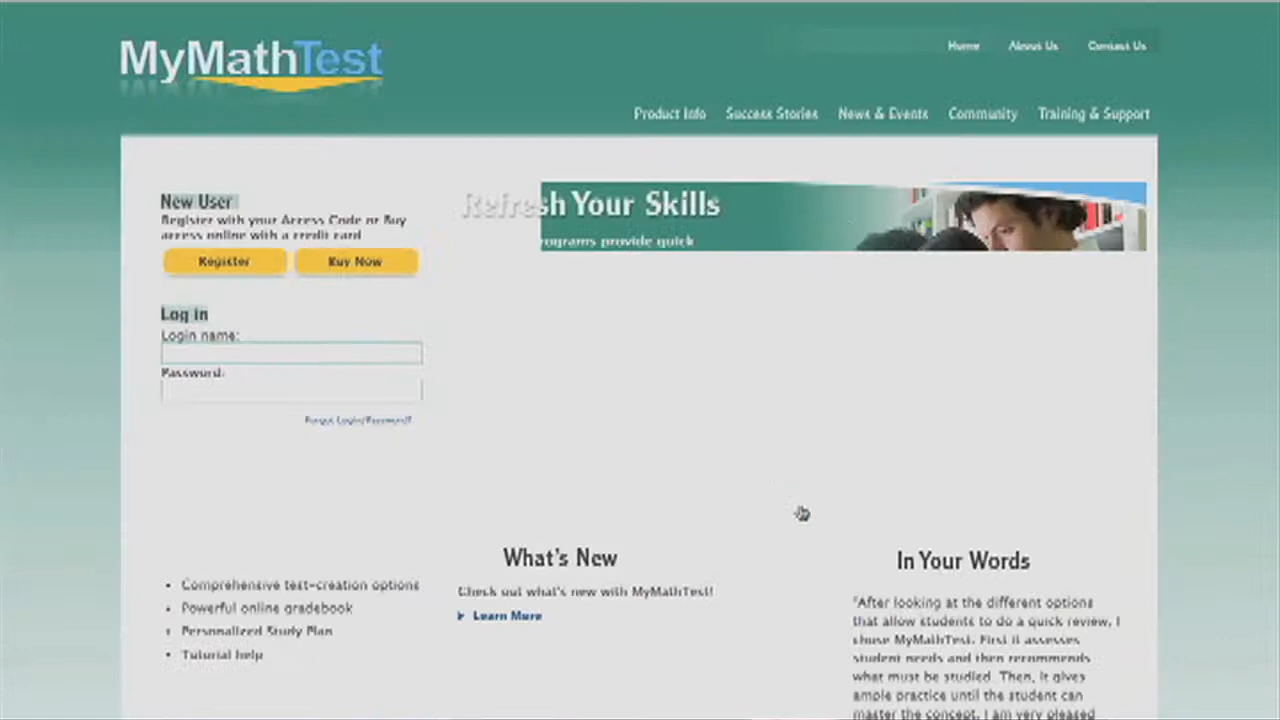 MyMathTest
Home About Us Contact Us
Product Info Success Stories News & Events Community Training & Support
New User
Register with your Access Code or Buy
access online with a credit card
Register Buy Now
Log in
Login name:
Password:
Forgot Login/Password?
Refresh Your Skills
rograms provide quick
• Comprehensive test-creation options
• Powerful online gradebook
• Personalized Study Plan
• Tutorial help
What's New
Check out what's new with MyMathTest!
Learn More
In Your Words
"After looking at the different options
that allow students to do a quick review, I
chose MyMathTest. First it assesses
student needs and then recommends
what must be studied. Then, it gives
ample practice until the student can
master the concept. I am very pleased